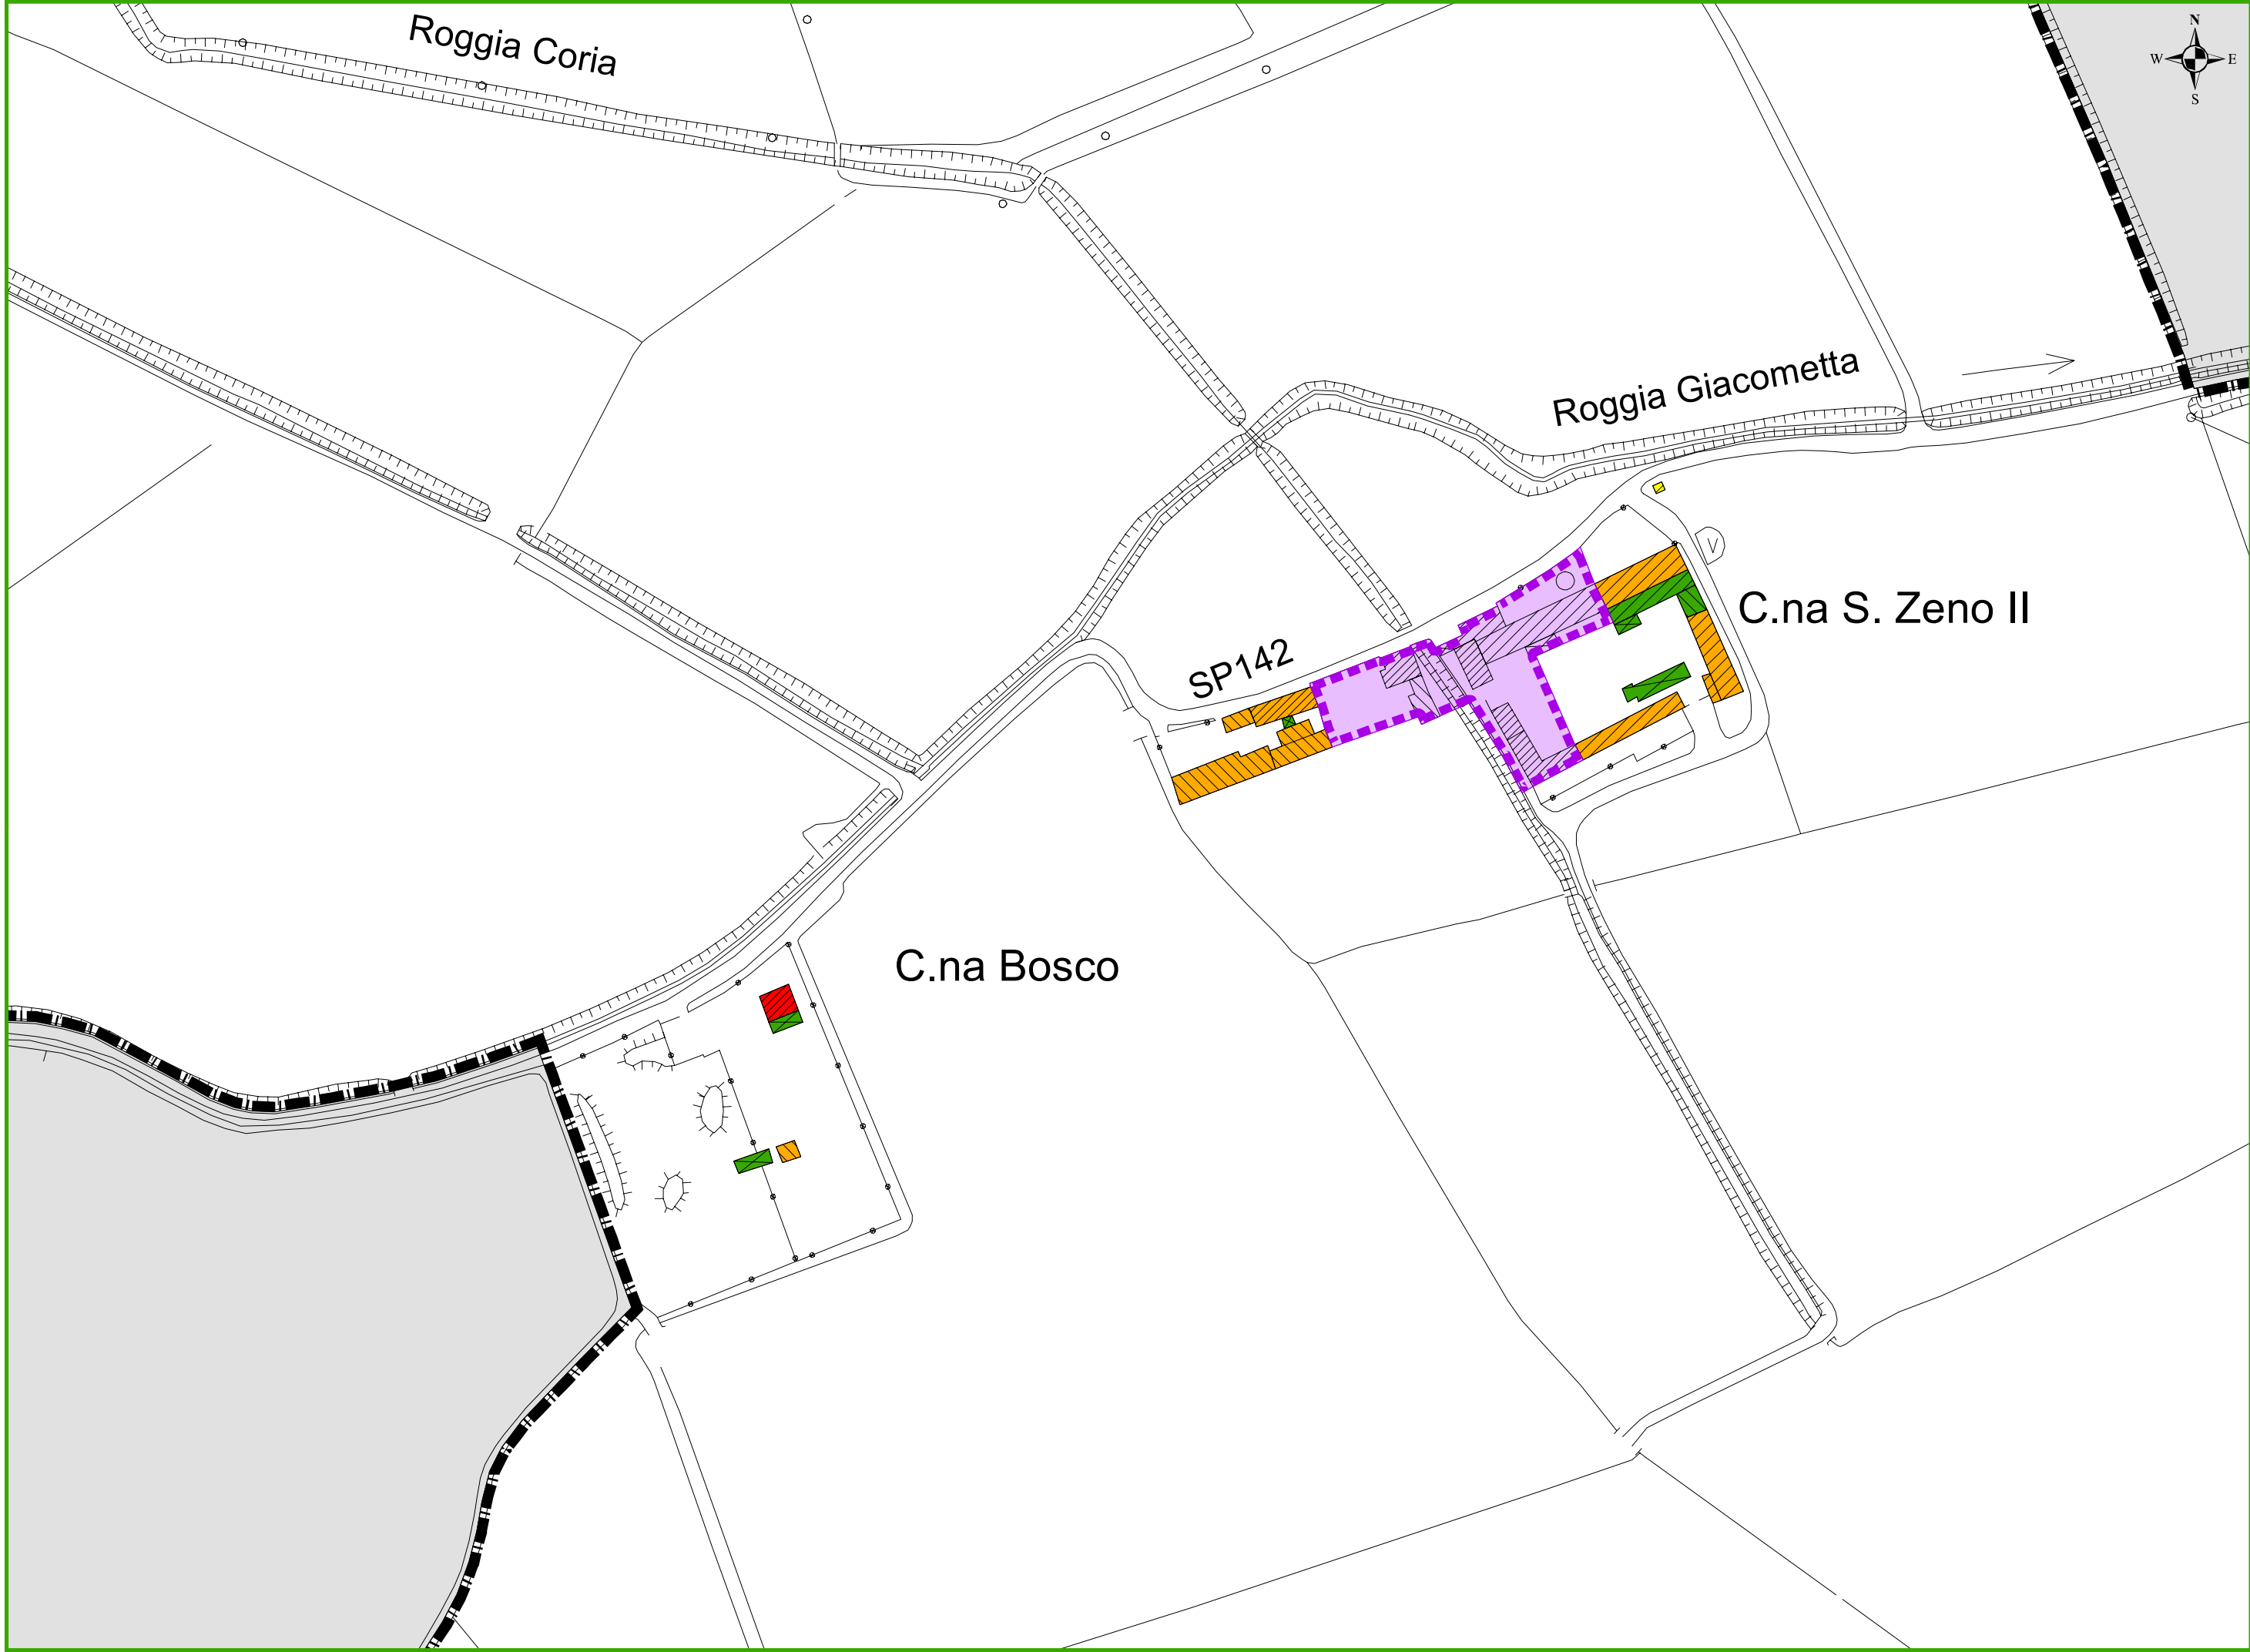 Roggia Coria
N
W
E
S
Roggia Giacometta
C.na S. Zeno II
SP142
C.na Bosco